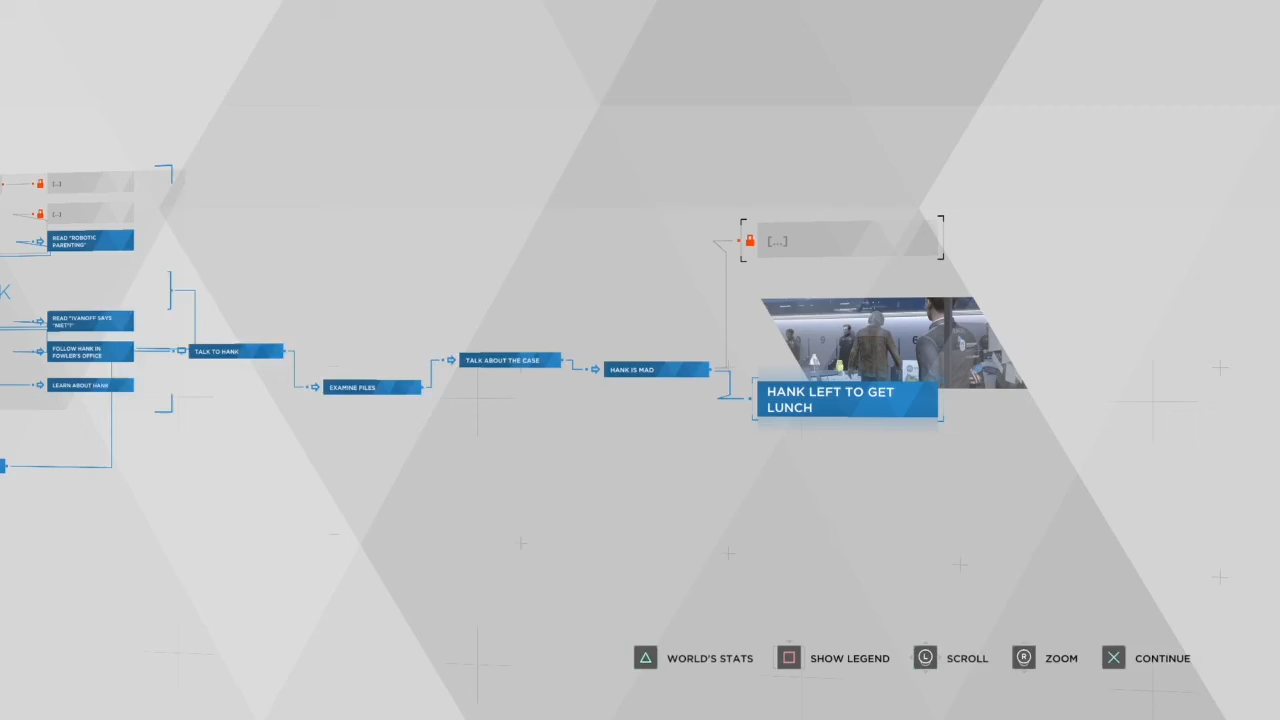 [...]
[...]
READ "ROBOTIC
PARENTING"
K
READ "IVANOFF SAYS
"NIET"!"
FOLLOW HANK IN
FOWLER'S OFFICE
LEARN ABOUT HANK
TALK TO HANK
EXAMINE FILES
TALK ABOUT THE CASE
HANK IS MAD
[...]
HANK LEFT TO GET
LUNCH
WORLD'S STATS
SHOW LEGEND
L
SCROLL
R
ZOOM
CONTINUE